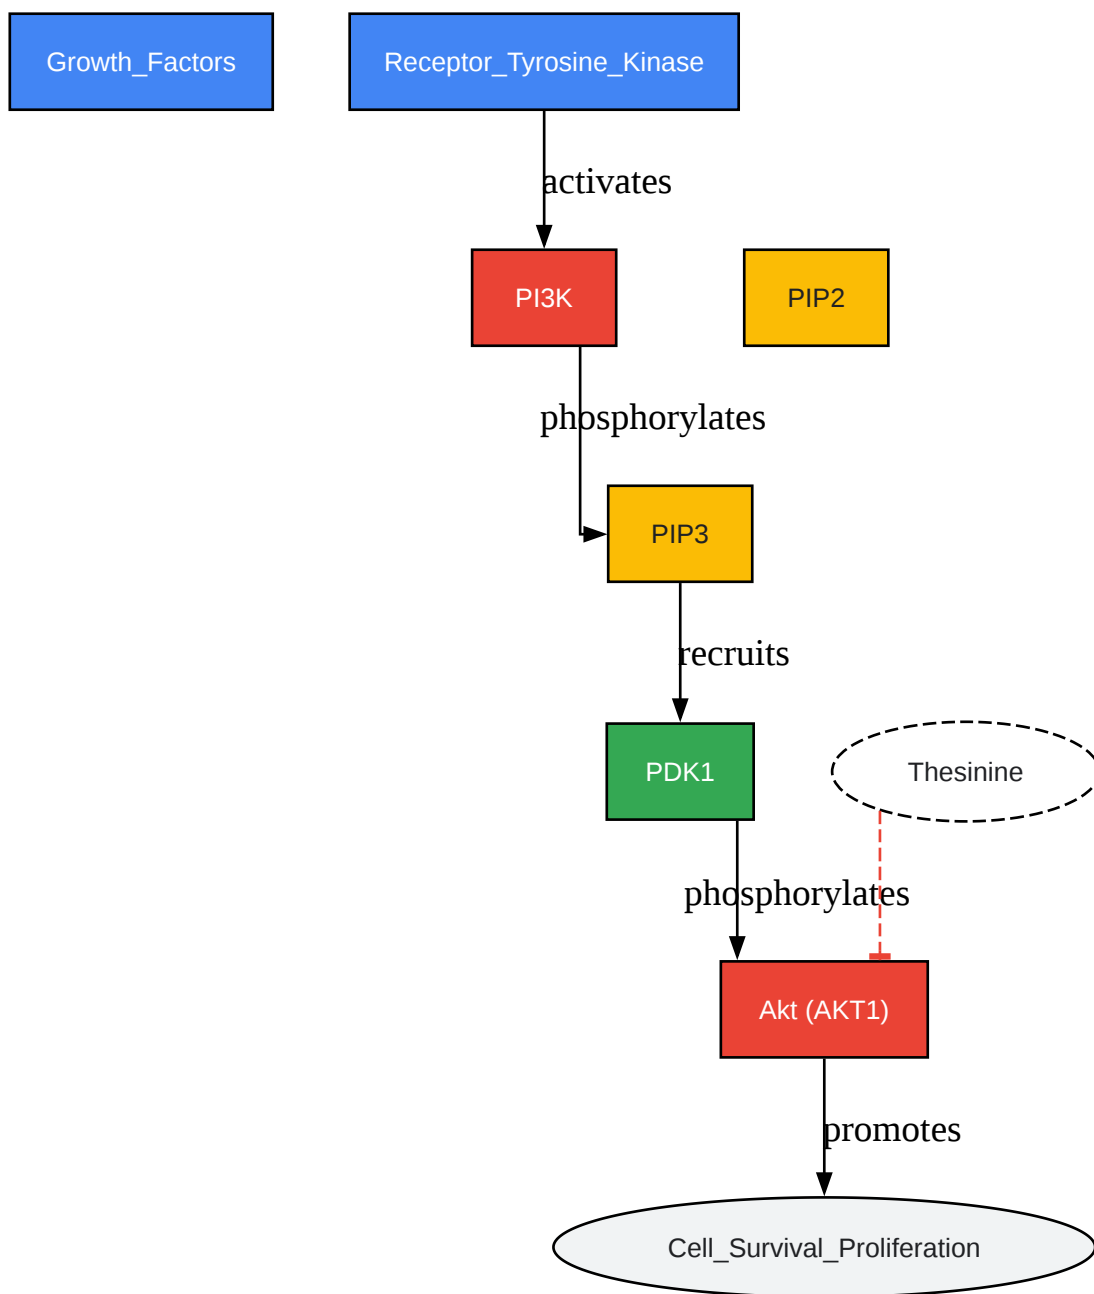 Growth_Factors
Receptor_Tyrosine_Kinase
activates
PI3K
PIP2
phosphorylates
PIP3
recruits
PDK1
Thesinine
phosphorylates
Akt (AKT1)
promotes
Cell_Survival_Proliferation